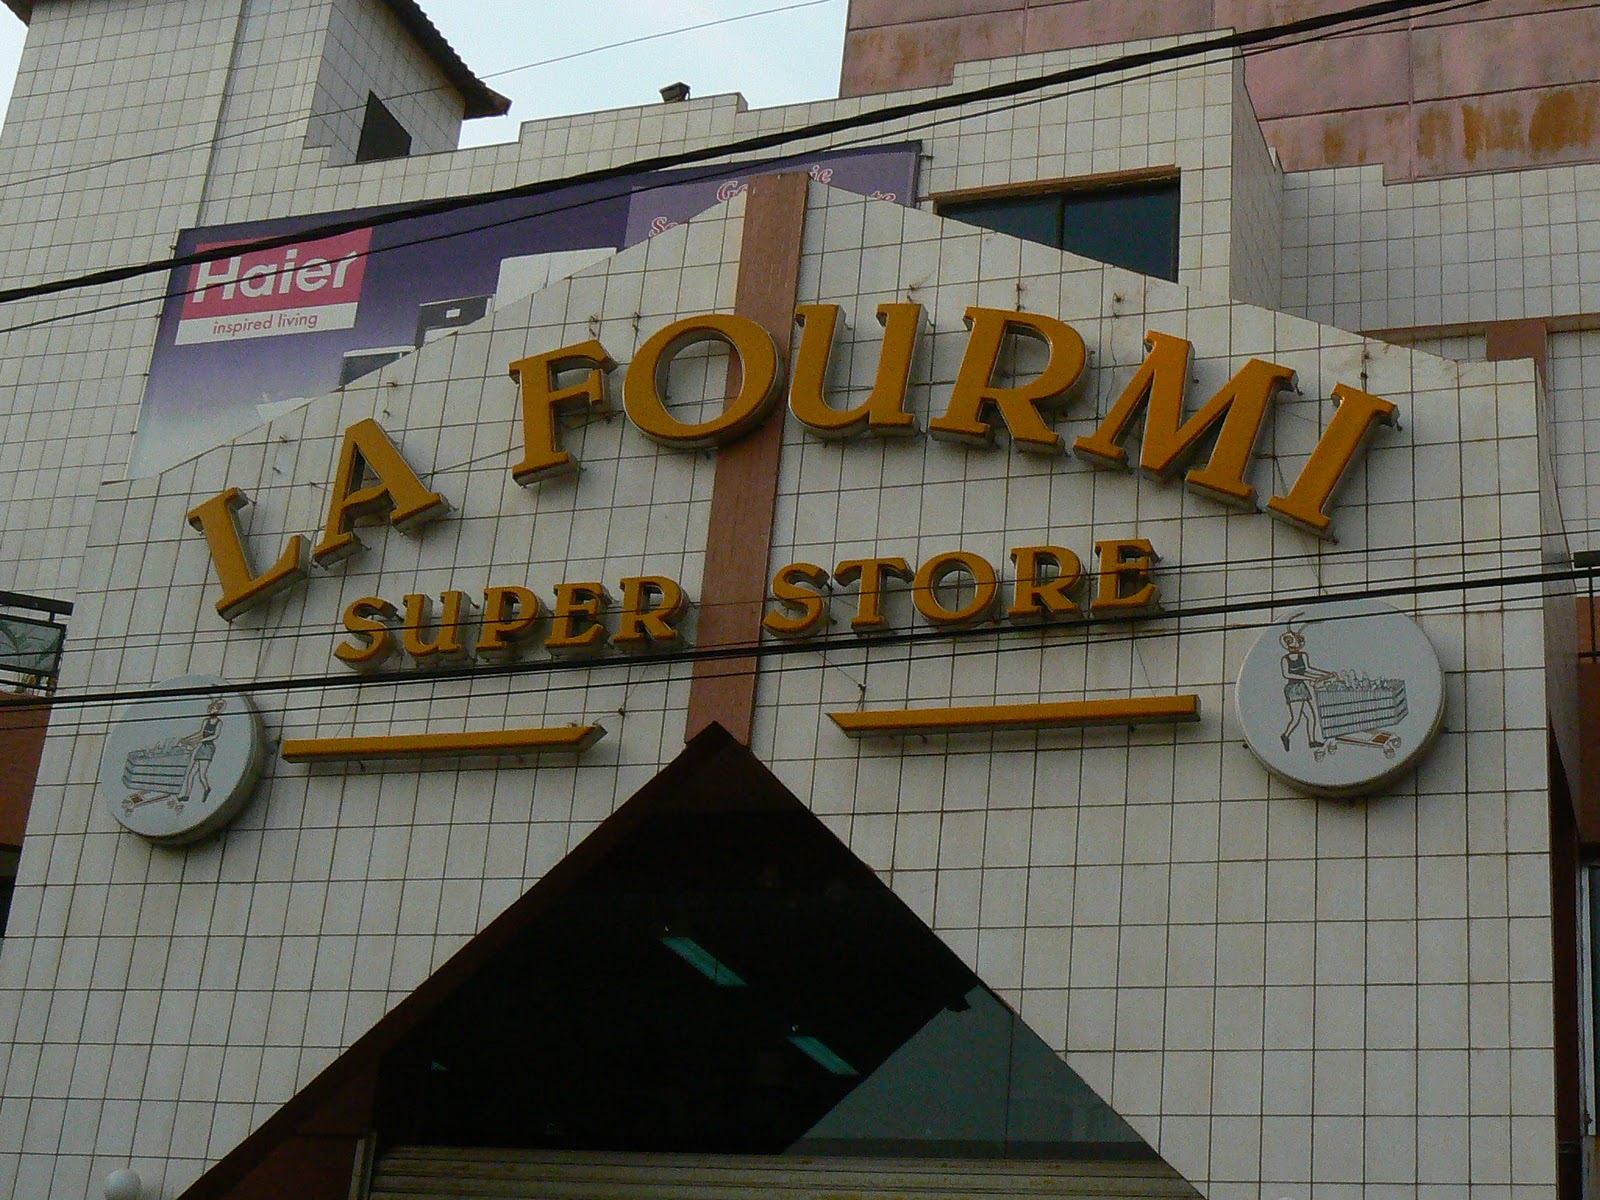 Haier
inspired living
LA FOURMI
SUPER STORE